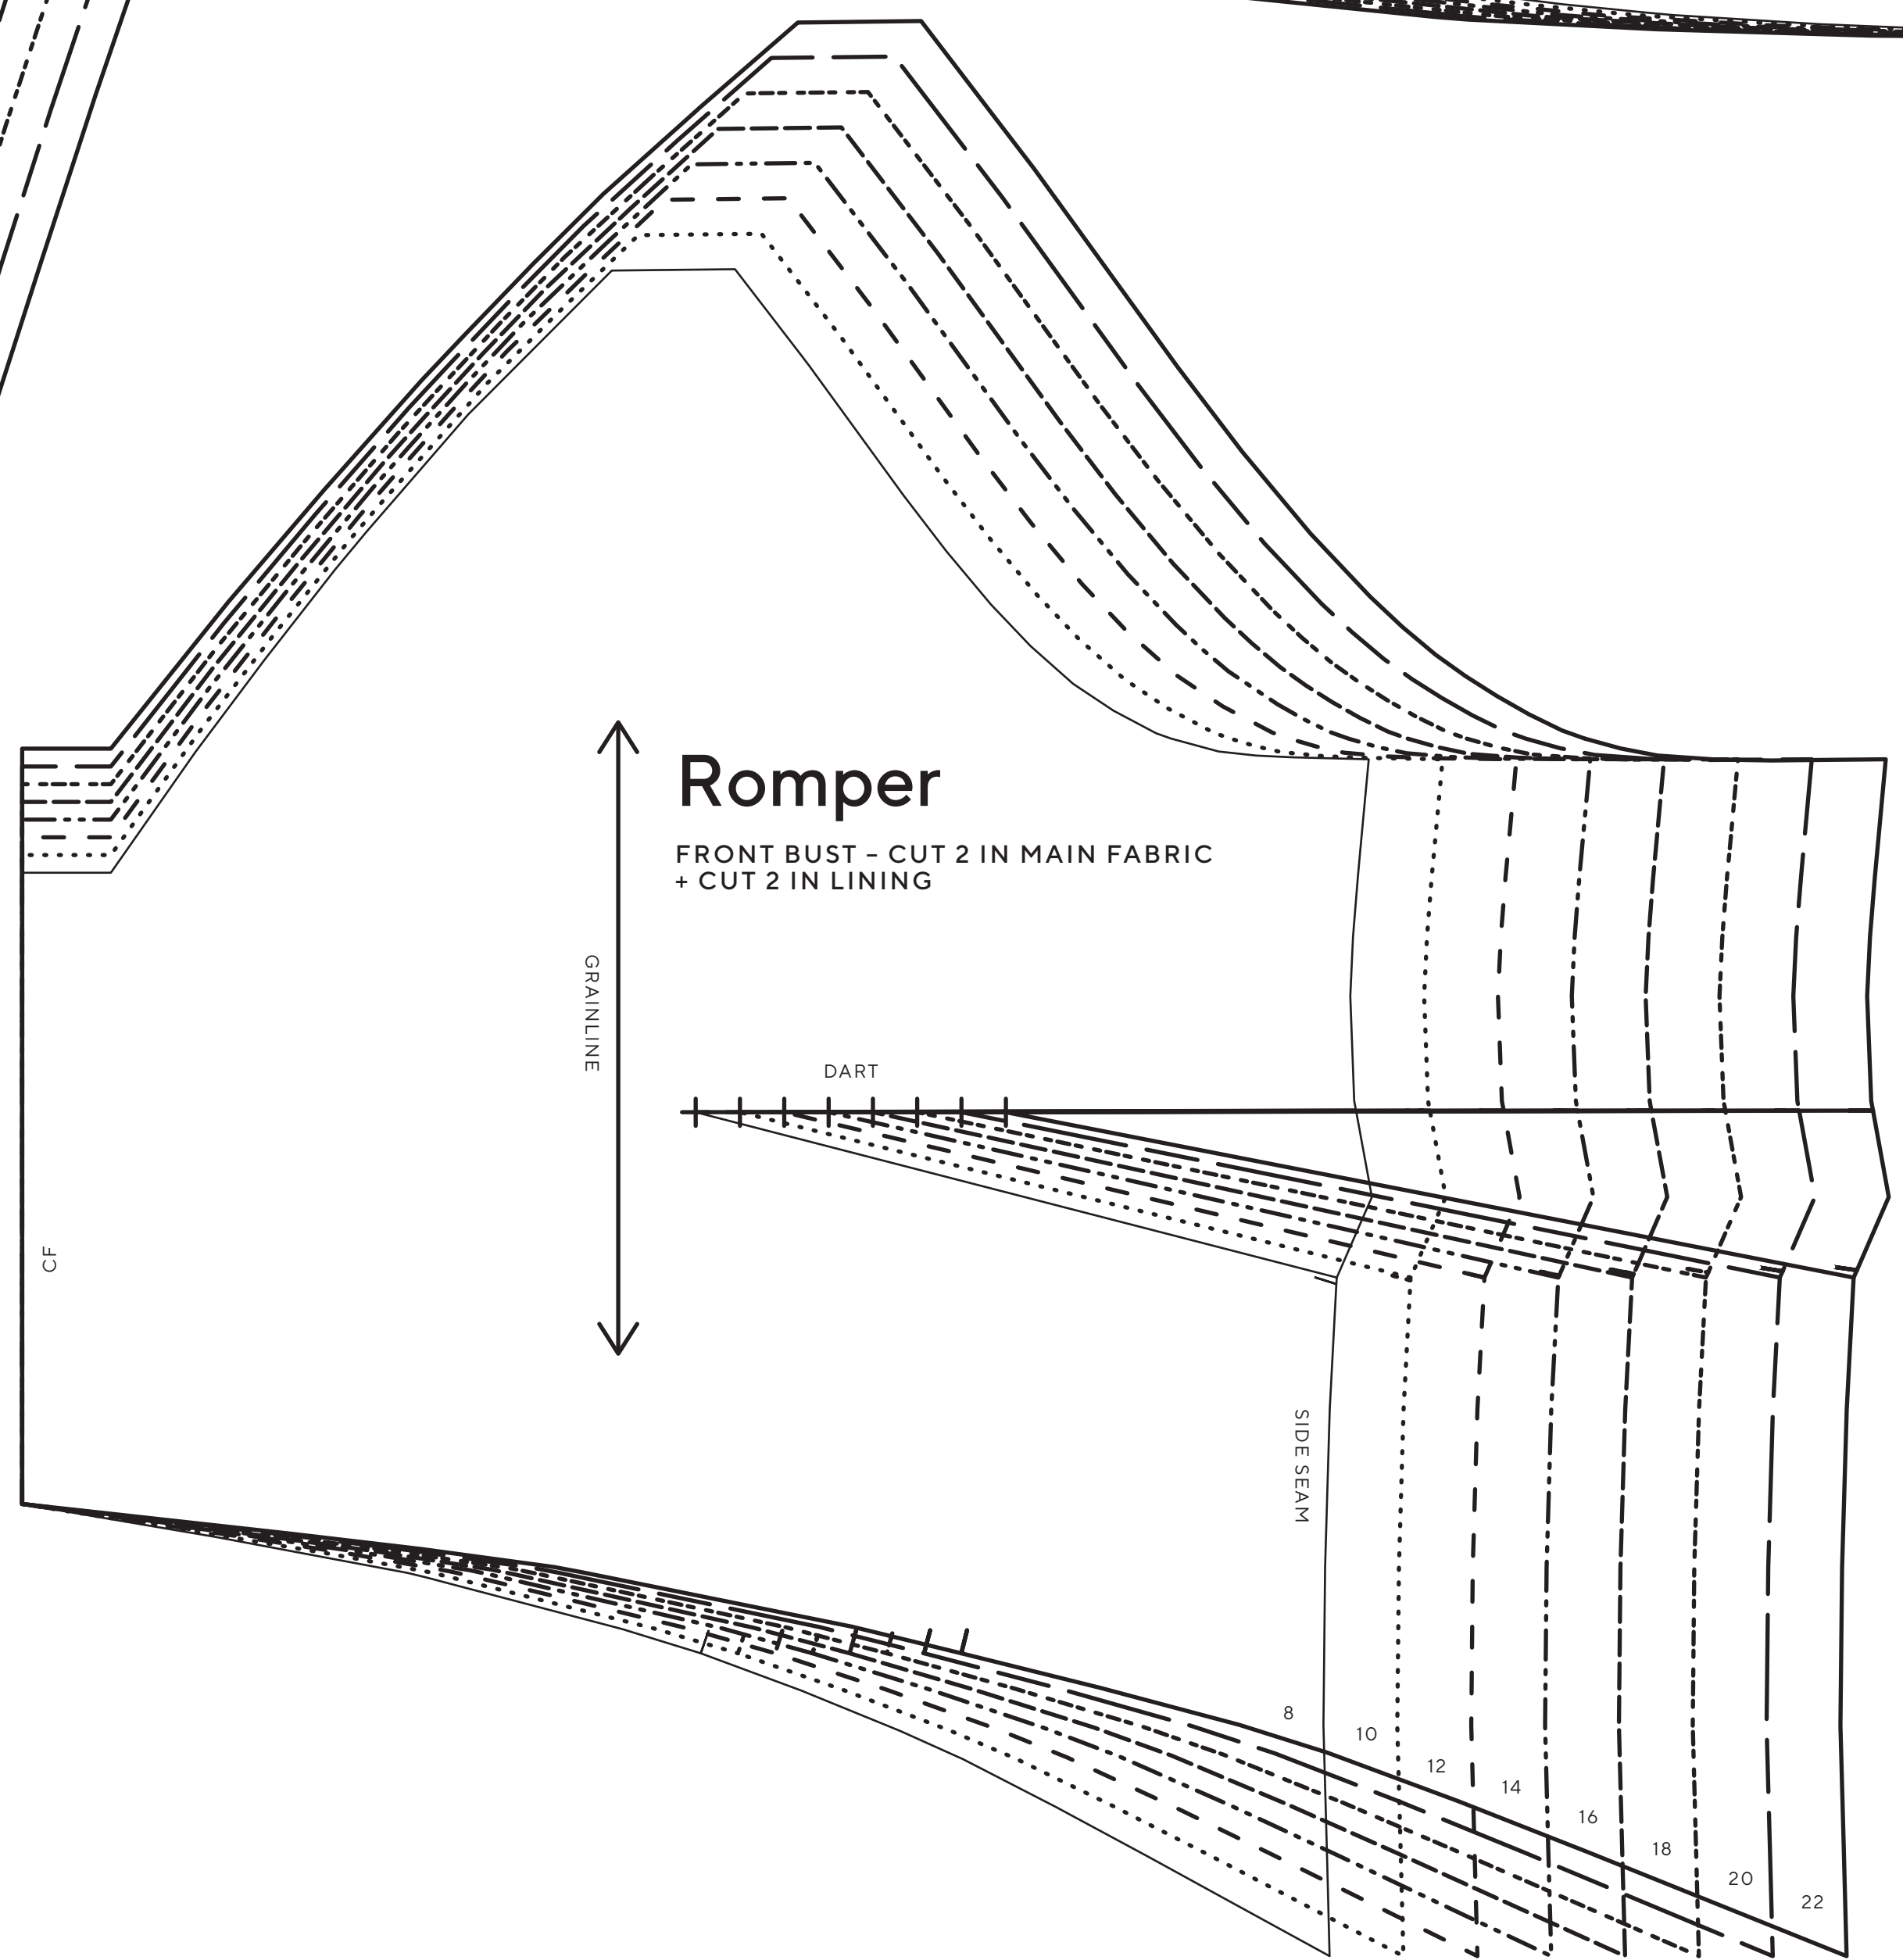 Romper
FRONT BUST – CUT 2 IN MAIN FABRIC
+ CUT 2 IN LINING
GRAINLINE
DART
CF
SIDE SEAM
8
10
12
14
16
18
20
22